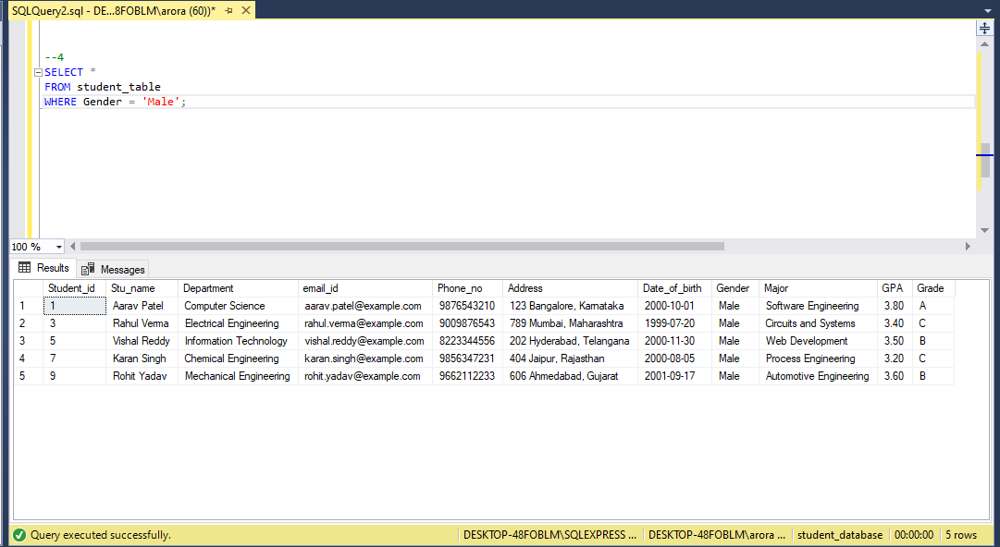 SQLQuery2.sql - DE...8FOBLM\arora (60))*
--4
SELECT *
FROM student_table
WHERE Gender = 'Male';
100 %
Results Messages
Student_id Stu_name Department email_id Phone_no Address Date_of_birth Gender Major GPA Grade
1 1 Aarav Patel Computer Science aarav.patel@example.com 9876543210 123 Bangalore, Karnataka 2000-10-01 Male Software Engineering 3.80 A
2 3 Rahul Verma Electrical Engineering rahul.verma@example.com 9009876543 789 Mumbai, Maharashtra 1999-07-20 Male Circuits and Systems 3.40 C
3 5 Vishal Reddy Information Technology vishal.reddy@example.com 8223344556 202 Hyderabad, Telangana 2000-11-30 Male Web Development 3.50 B
4 7 Karan Singh Chemical Engineering karan.singh@example.com 9856347231 404 Jaipur, Rajasthan 2000-08-05 Male Process Engineering 3.20 C
5 9 Rohit Yadav Mechanical Engineering rohit.yadav@example.com 9662112233 606 Ahmedabad, Gujarat 2001-09-17 Male Automotive Engineering 3.60 B
Query executed successfully. DESKTOP-48FOBLM\SQLEXPRESS ... DESKTOP-48FOBLM\arora ... student_database 00:00:00 5 rows